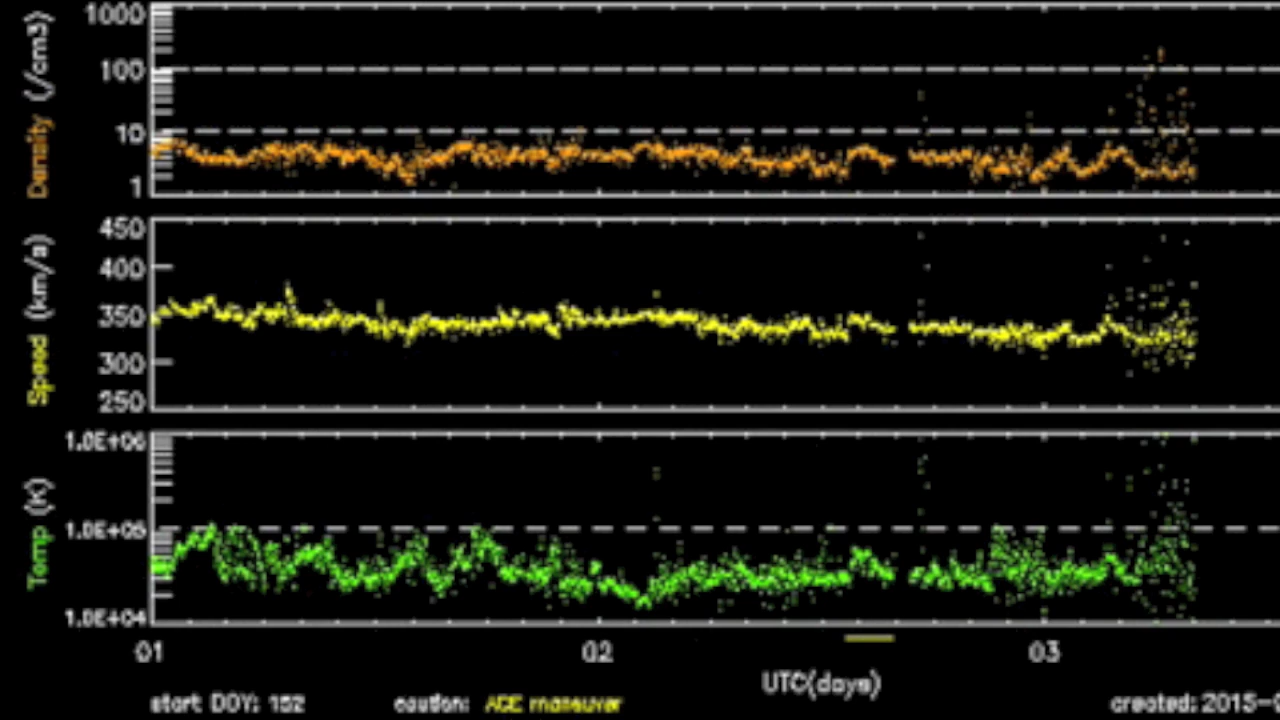 1000
100
10
1
Density (/cm3)
450
400
350
300
250
Speed (km/s)
1.0E+06
1.0E+05
1.0E+04
Temp (K)
01 02 03
UTC(days)
start DOY: 152 caution: ACE maneuver created: 2015-0